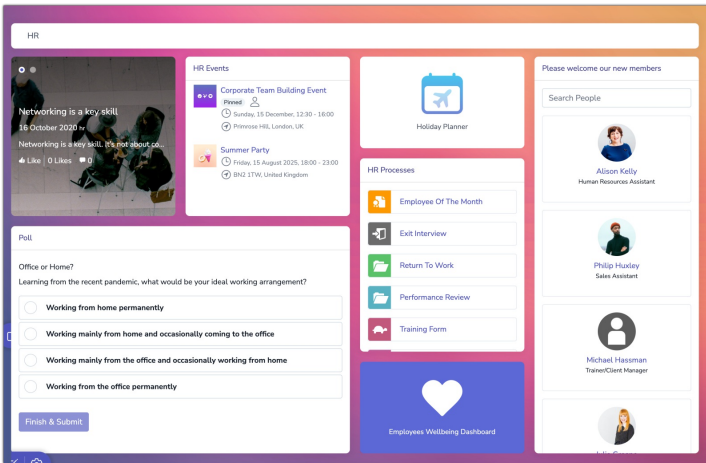 HR
Networking is a key skill
16 October 2020 hr
Networking is a key skill. It's not about co...
Like 0 Likes 0
HR Events
evo
Corporate Team Building Event
Pinned
Sunday, 15 December, 12:30 - 16:00
Primrose Hill, London, UK
Summer Party
Friday, 15 August 2025, 18:00 - 23:00
BN2 1TW, United Kingdom
Poll
Office or Home?
Learning from the recent pandemic, what would be your ideal working arrangement?
Working from home permanently
Working mainly from home and occasionally coming to the office
Working mainly from the office and occasionally working from home
Working from the office permanently
Finish & Submit
Holiday Planner
HR Processes
Employee Of The Month
Exit Interview
Return To Work
Performance Review
Training Form
Employees Wellbeing Dashboard
Please welcome our new members
Search People
Alison Kelly
Human Resources Assistant
Philip Huxley
Sales Assistant
Michael Hassman
Trainer/Client Manager